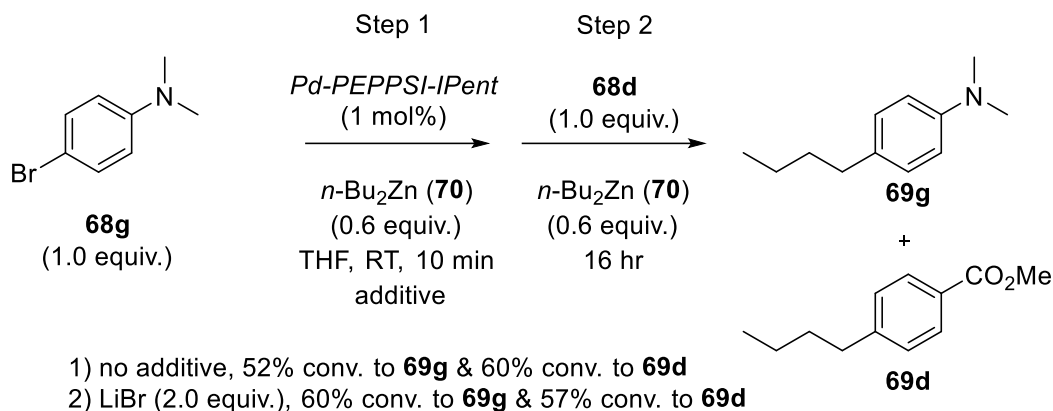 Step 1
Step 2
Pd-PEPPSI-IPent
(1 mol%)
68d
(1.0 equiv.)
n-Bu2Zn (70)
(0.6 equiv.)
THF, RT, 10 min
additive
n-Bu2Zn (70)
(0.6 equiv.)
16 hr
N
Br
68g
(1.0 equiv.)
N
69g
+
CO2Me
69d
1) no additive, 52% conv. to 69g & 60% conv. to 69d
2) LiBr (2.0 equiv.), 60% conv. to 69g & 57% conv. to 69d